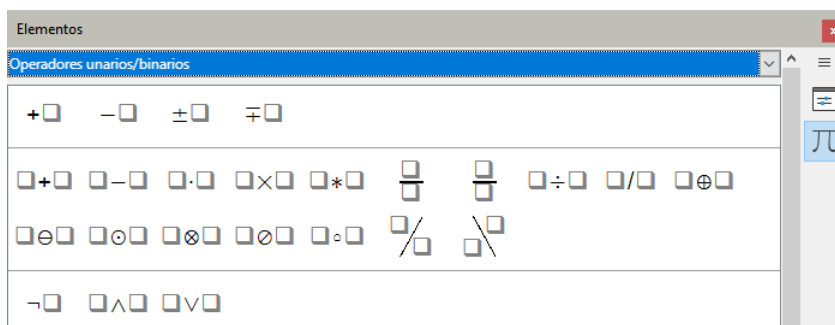 Elementos
Operadores unarios/binarios
+❑ −❑ ±❑ ∓❑
❑+❑ ❑−❑ ❑·❑ ❑×❑ ❑∗❑ ❑/❑ ❑/❑ ❑÷❑ ❑/❑ ❑⊕❑
❑⊖❑ ❑⊙❑ ❑⊗❑ ❑⊘❑ ❑∘❑ ❑/❑ ❑\❑
¬❑ ❑∧❑ ❑∨❑